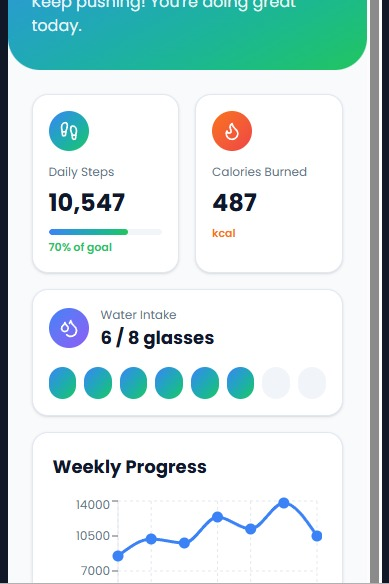 Keep pushing! You're doing great
today.
Daily Steps
10,547
70% of goal
Calories Burned
487
kcal
Water Intake
6 / 8 glasses
Weekly Progress
14000
10500
7000